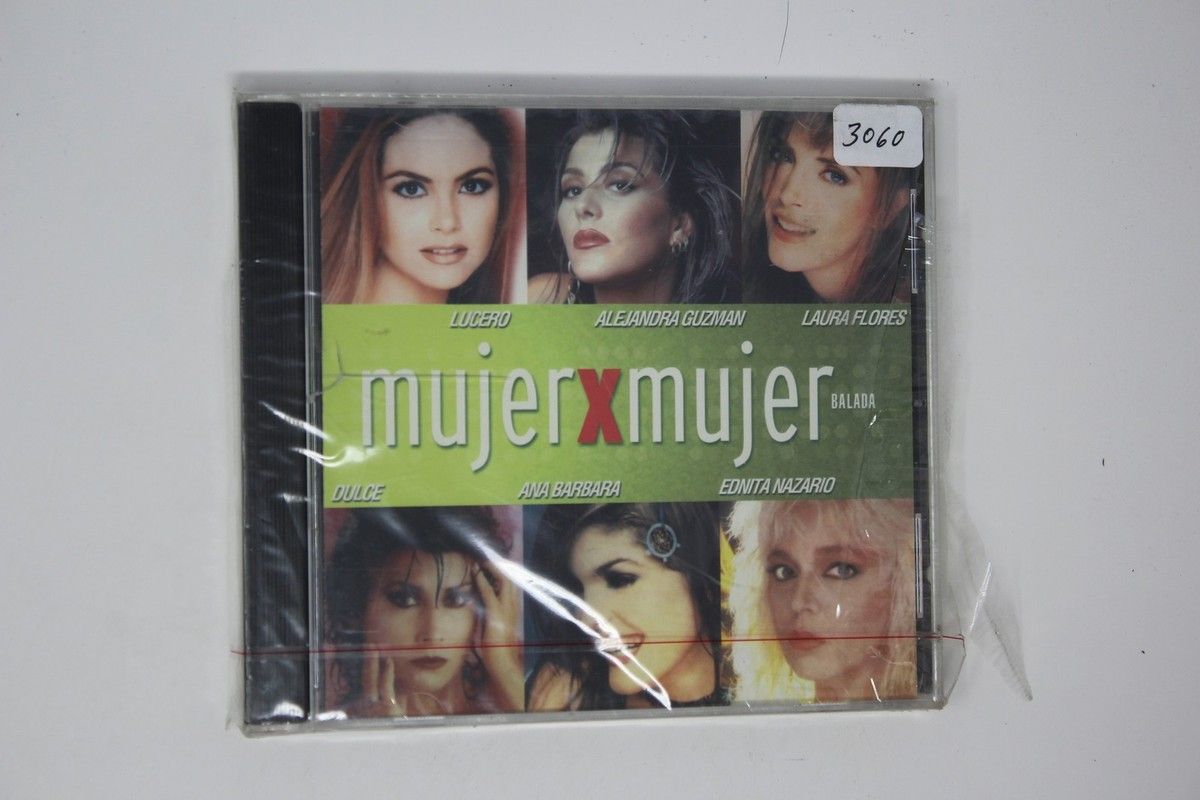 3060
LUCERO ALEJANDRA GUZMAN LAURA FLORES
mujerxmujer BALADA
DULCE ANA BARBARA EDNITA NAZARIO